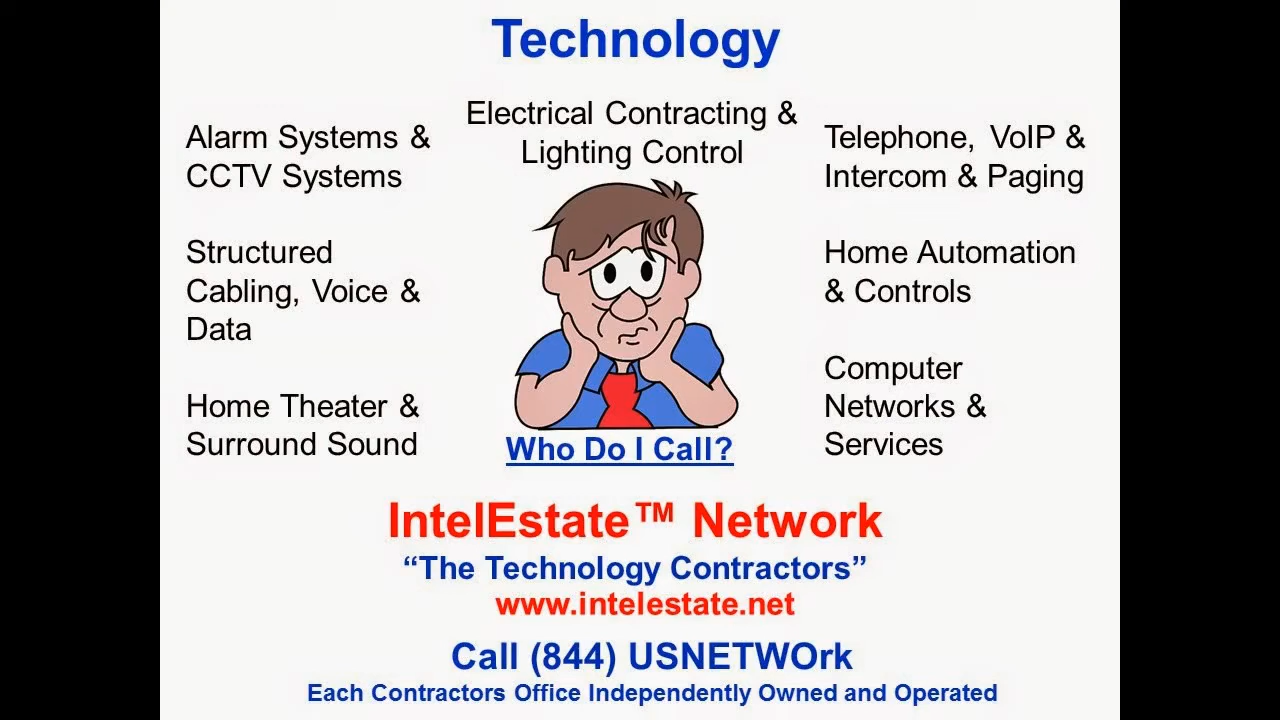 Technology
Electrical Contracting &
Lighting Control
Alarm Systems &
CCTV Systems
Structured
Cabling, Voice &
Data
Home Theater &
Surround Sound
Telephone, VoIP &
Intercom & Paging
Home Automation
& Controls
Computer
Networks &
Services
Who Do I Call?
IntelEstate™ Network
“The Technology Contractors”
www.intelestate.net
Call (844) USNETWOrk
Each Contractors Office Independently Owned and Operated